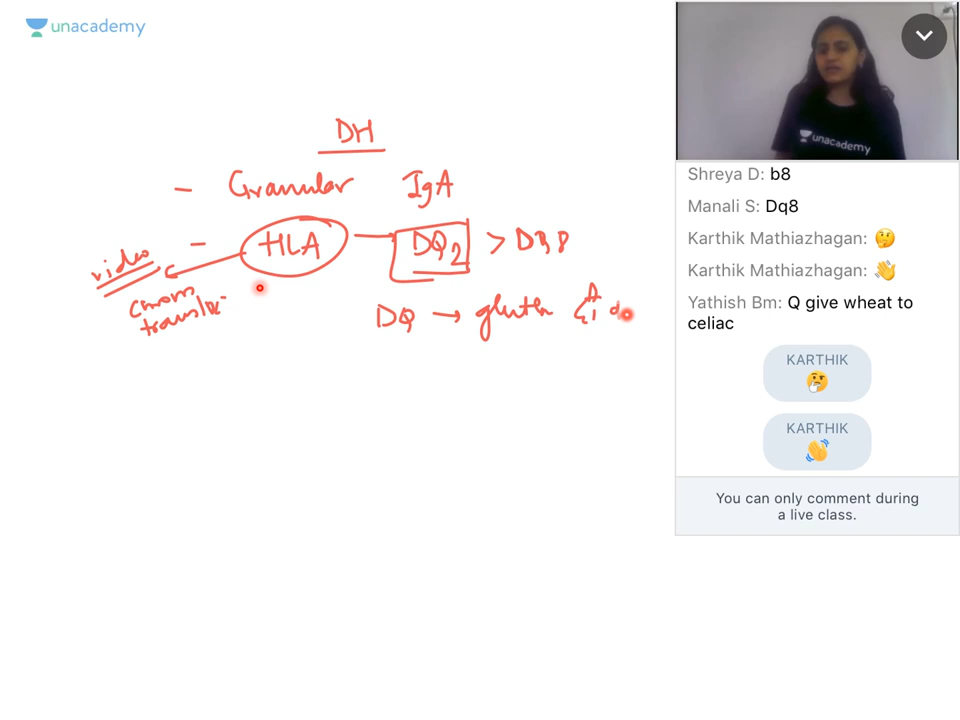 unacademy
DH
- Granular IgA
- HLA - DQ2 > DQ8
video
chrom
DQ → gluten
unacademy
Shreya D: b8
Manali S: Dq8
Karthik Mathiazhagan: 🤔
Karthik Mathiazhagan: 👋
Yathish Bm: Q give wheat to
celiac
KARTHIK
🤔
KARTHIK
👋
You can only comment during
a live class.